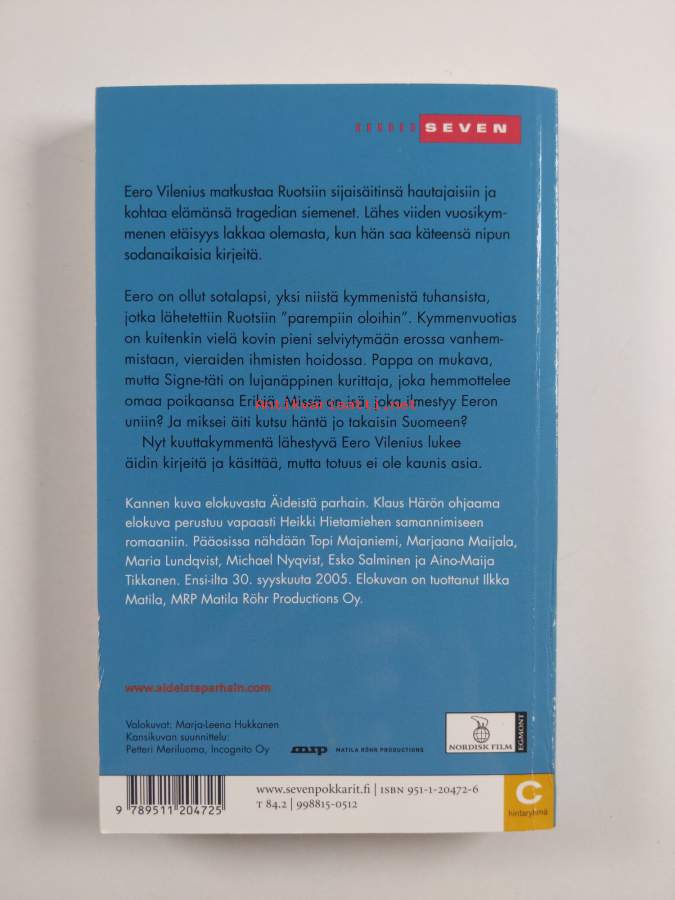 SEVEN
Eero Vilenius matkustaa Ruotsiin sijaisäitinsä hautajaisiin ja
kohtaa elämänsä tragedian siemenet. Lähes viiden vuosikym-
menen etäisyys lakkaa olemasta, kun hän saa käteensä nipun
sodanaikaisia kirjeitä.
Eero on ollut sotalapsi, yksi niistä kymmenistä tuhansista,
jotka lähetettiin Ruotsiin ”parempiin oloihin”. Kymmenvuotias
on kuitenkin vielä kovin pieni selviytymään erossa vanhem-
mistaan, vieraiden ihmisten hoidossa. Pappa on mukava,
mutta Signe-täti on lujanäppinen kurittaja, joka hemmottelee
omaa poikaansa Erikiä. Missä on isä, joka ilmestyy Eeron
Antikvariaatti.net
uniin? Ja miksei äiti kutsu häntä jo takaisin Suomeen?
Nyt kuuttakymmentä lähestyvä Eero Vilenius lukee
äidin kirjeitä ja käsittää, mutta totuus ei ole kaunis asia.
Kannen kuva elokuvasta Äideistä parhain. Klaus Härön ohjaama
elokuva perustuu vapaasti Heikki Hietamiehen samannimiseen
romaaniin. Pääosissa nähdään Topi Majaniemi, Marjaana Maijala,
Maria Lundqvist, Michael Nyqvist, Esko Salminen ja Aino-Maija
Tikkanen. Ensi-ilta 30. syyskuuta 2005. Elokuvan on tuottanut Ilkka
Matila, MRP Matila Röhr Productions Oy.
www.aideistaparhain.com
Valokuvat: Marja-Leena Hukkanen
Kansikuvan suunnittelu:
Petteri Meriluoma, Incognito Oy
mrp MATILA RÖHR PRODUCTIONS
NORDISK FILM
EGMONT
www.sevenpokkarit.fi | ISBN 951-1-20472-6
T 84.2 | 998815-0512
9 789511 204725
C
hintaryhmä